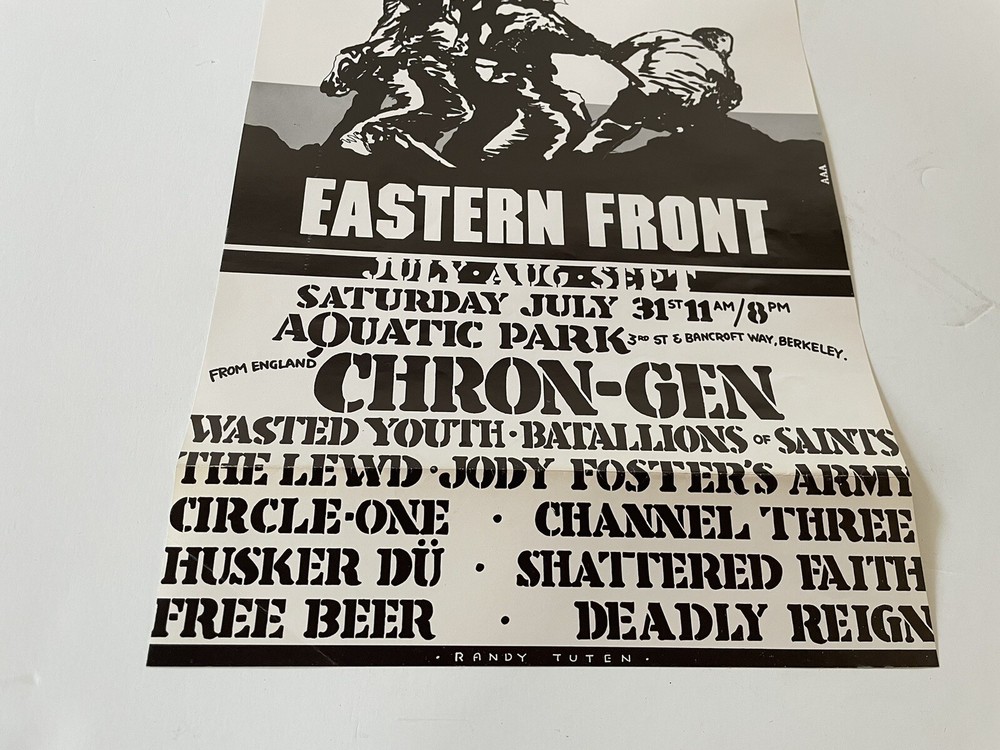 AAA
EASTERN FRONT
JULY · AUG · SEPT
SATURDAY JULY 31ST 11AM/8PM
AQUATIC PARK 3RD ST & BANCROFT WAY, BERKELEY.
FROM ENGLAND CHRON-GEN
WASTED YOUTH · BATALLIONS OF SAINTS
THE LEWD · JODY FOSTER'S ARMY
CIRCLE-ONE · CHANNEL THREE
HUSKER DÜ · SHATTERED FAITH
FREE BEER · DEADLY REIGN
· RANDY TUTEN ·